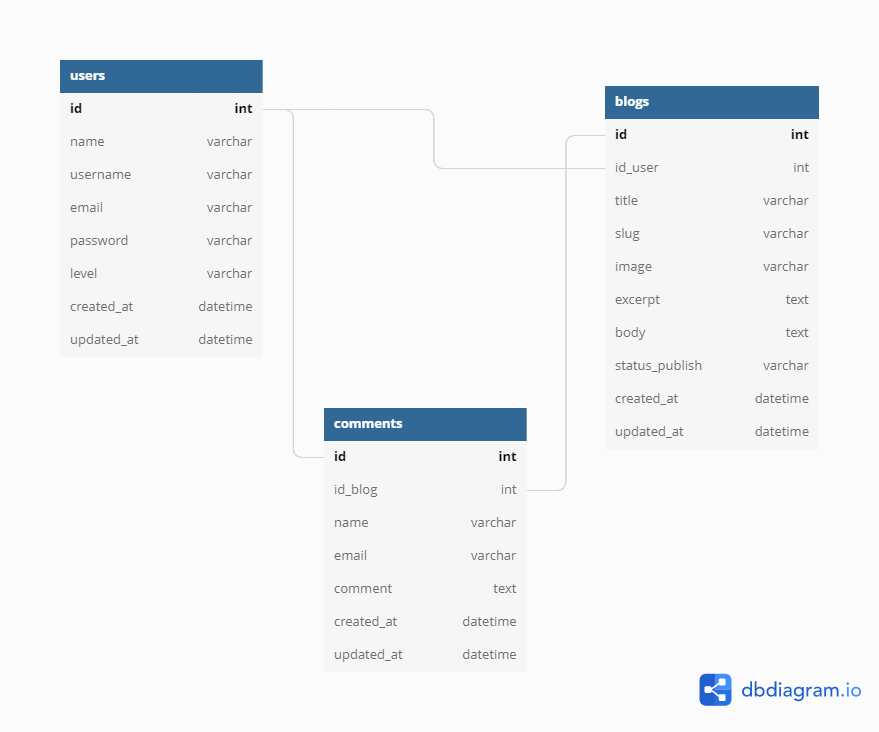 users
id int
name varchar
username varchar
email varchar
password varchar
level varchar
created_at datetime
updated_at datetime
blogs
id int
id_user int
title varchar
slug varchar
image varchar
excerpt text
body text
status_publish varchar
created_at datetime
updated_at datetime
comments
id int
id_blog int
name varchar
email varchar
comment text
created_at datetime
updated_at datetime
dbdiagram.io